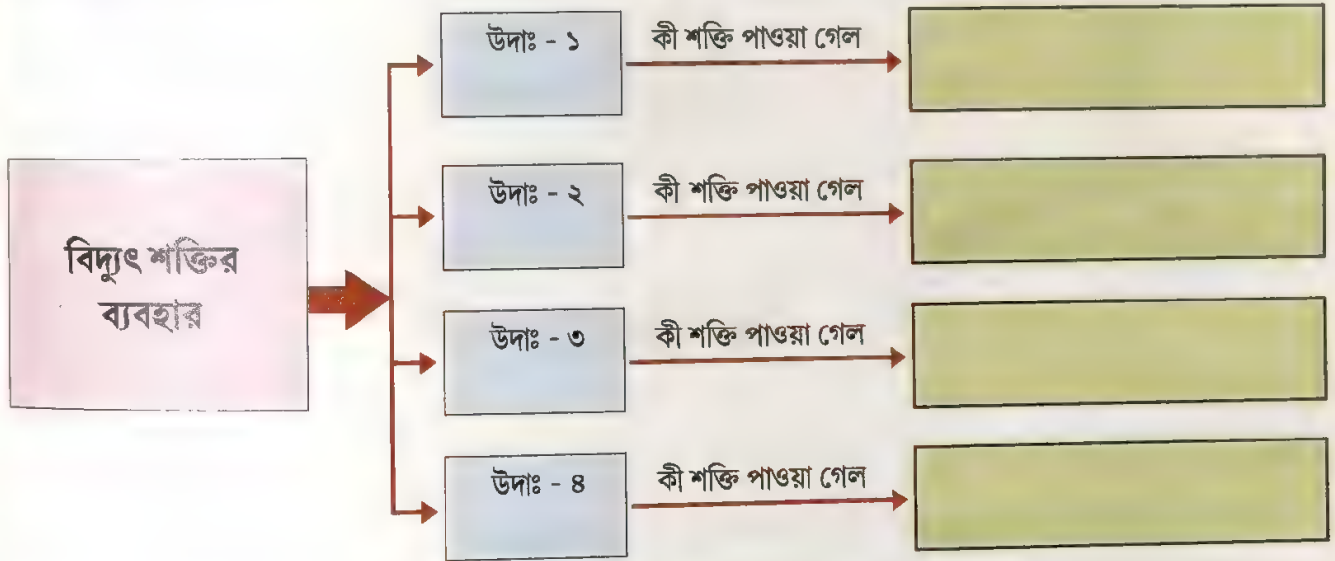 বিদ্যুৎ শক্তির
ব্যবহার
উদাঃ - ১
কী শক্তি পাওয়া গেল
উদাঃ - ২
কী শক্তি পাওয়া গেল
উদাঃ - ৩
কী শক্তি পাওয়া গেল
উদাঃ - ৪
কী শক্তি পাওয়া গেল